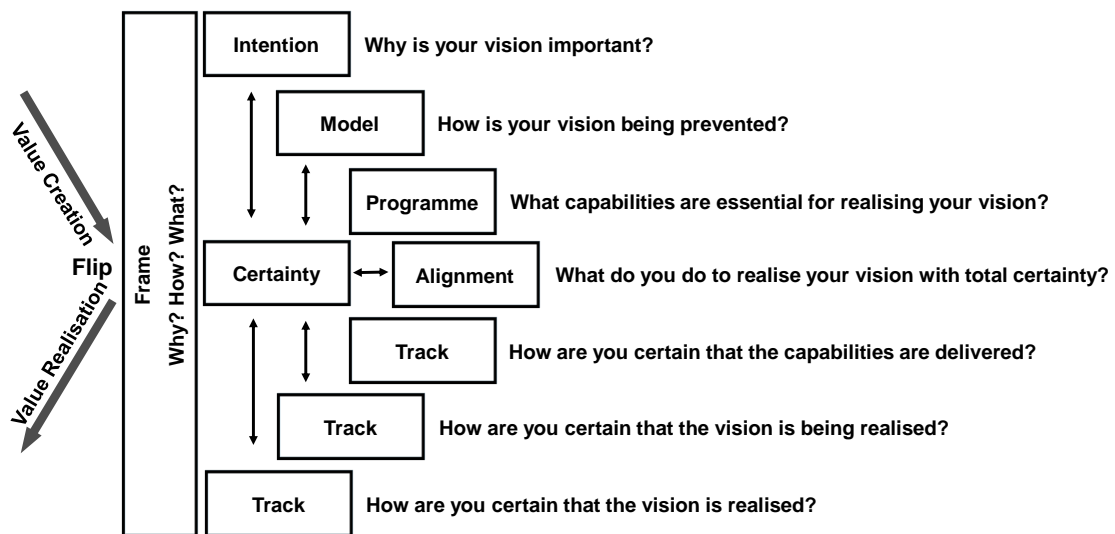 Intention
Why is your vision important?
Model
How is your vision being prevented?
Programme
What capabilities are essential for realising your vision?
Value Creation
Flip
Value Realisation
Frame
Why? How? What?
Certainty
Alignment
What do you do to realise your vision with total certainty?
Track
How are you certain that the capabilities are delivered?
Track
How are you certain that the vision is being realised?
Track
How are you certain that the vision is realised?